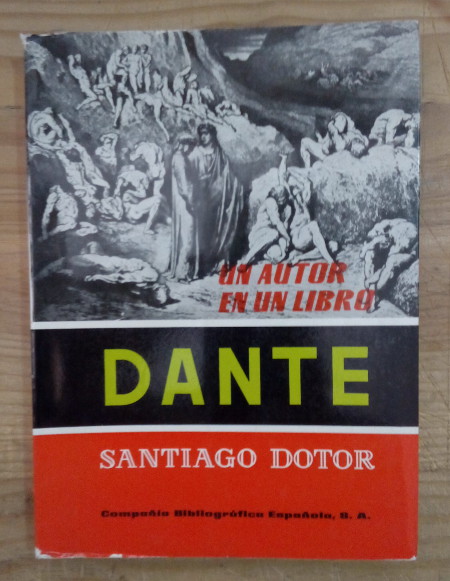 UN AUTOR
EN UN LIBRO
DANTE
SANTIAGO DOTOR
Compañía Bibliográfica Española, S. A.